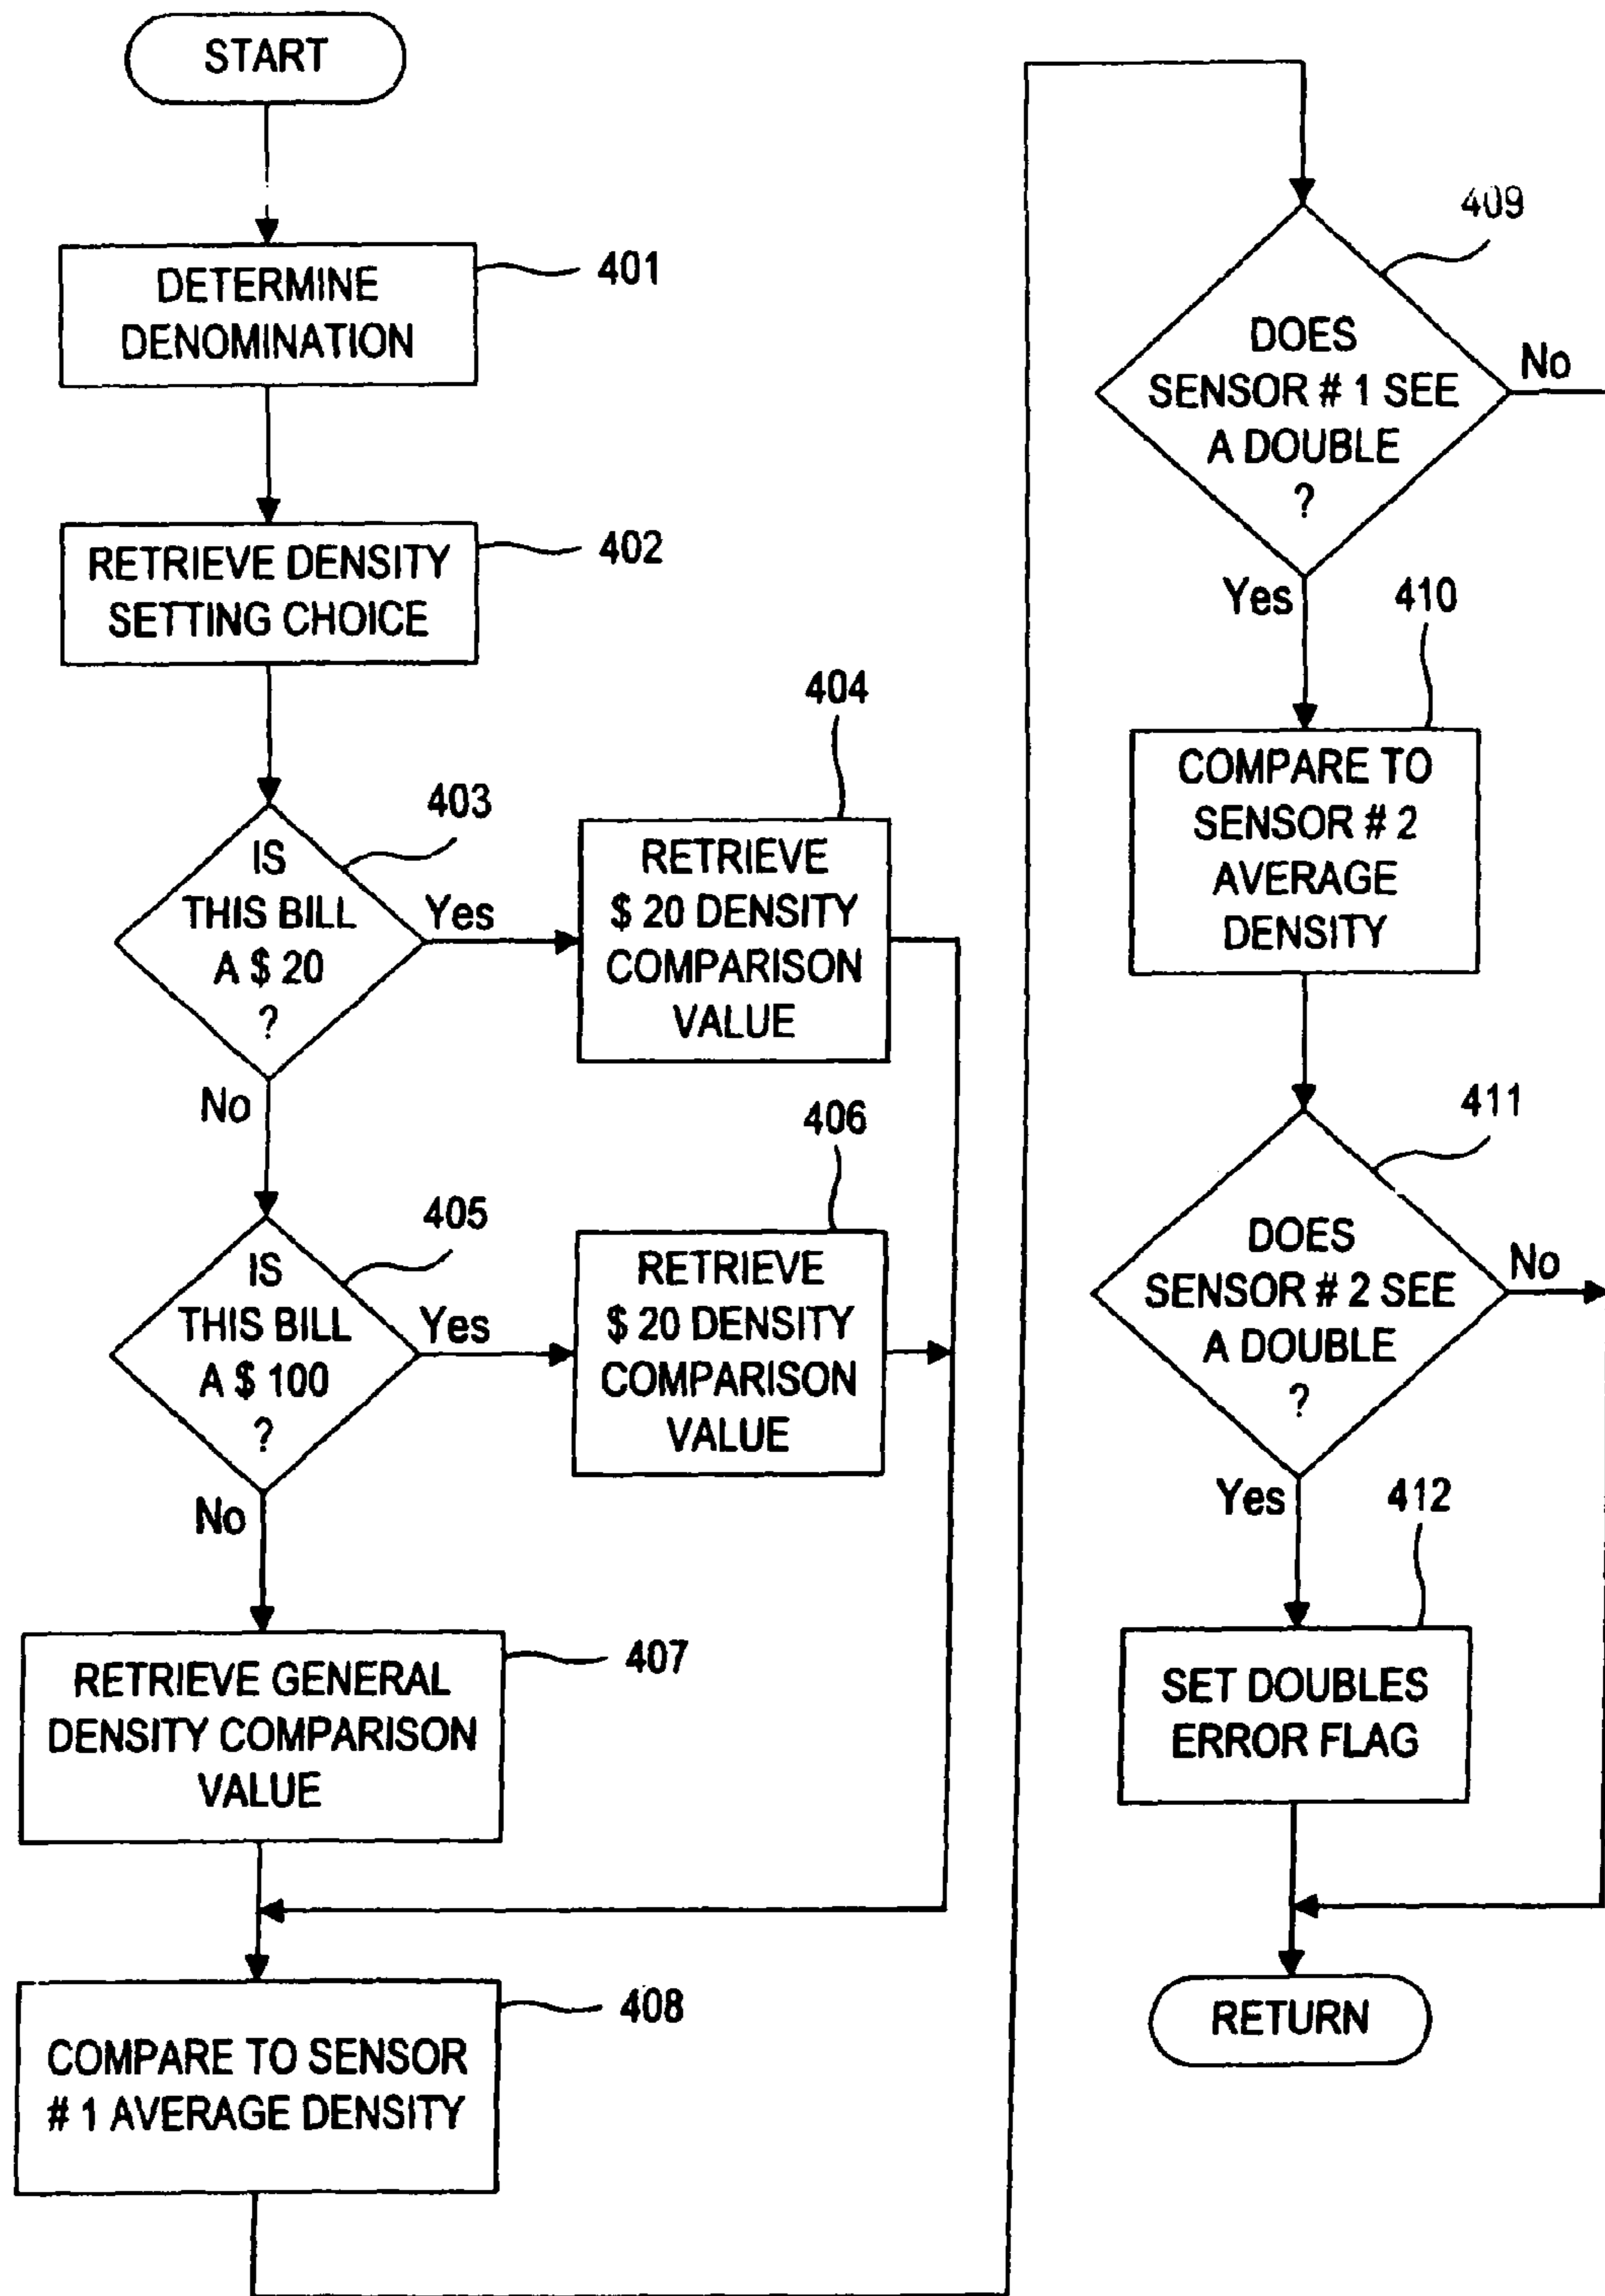 START
DETERMINE
DENOMINATION
401
RETRIEVE DENSITY
SETTING CHOICE
402
IS
THIS BILL
A $ 20
?
403
Yes
No
RETRIEVE
$ 20 DENSITY
COMPARISON
VALUE
404
IS
THIS BILL
A $ 100
?
405
Yes
No
RETRIEVE
$ 20 DENSITY
COMPARISON
VALUE
406
RETRIEVE GENERAL
DENSITY COMPARISON
VALUE
407
COMPARE TO SENSOR
# 1 AVERAGE DENSITY
408
DOES
SENSOR # 1 SEE
A DOUBLE
?
409
No
Yes
COMPARE TO
SENSOR # 2
AVERAGE
DENSITY
410
DOES
SENSOR # 2 SEE
A DOUBLE
?
411
No
Yes
SET DOUBLES
ERROR FLAG
412
RETURN